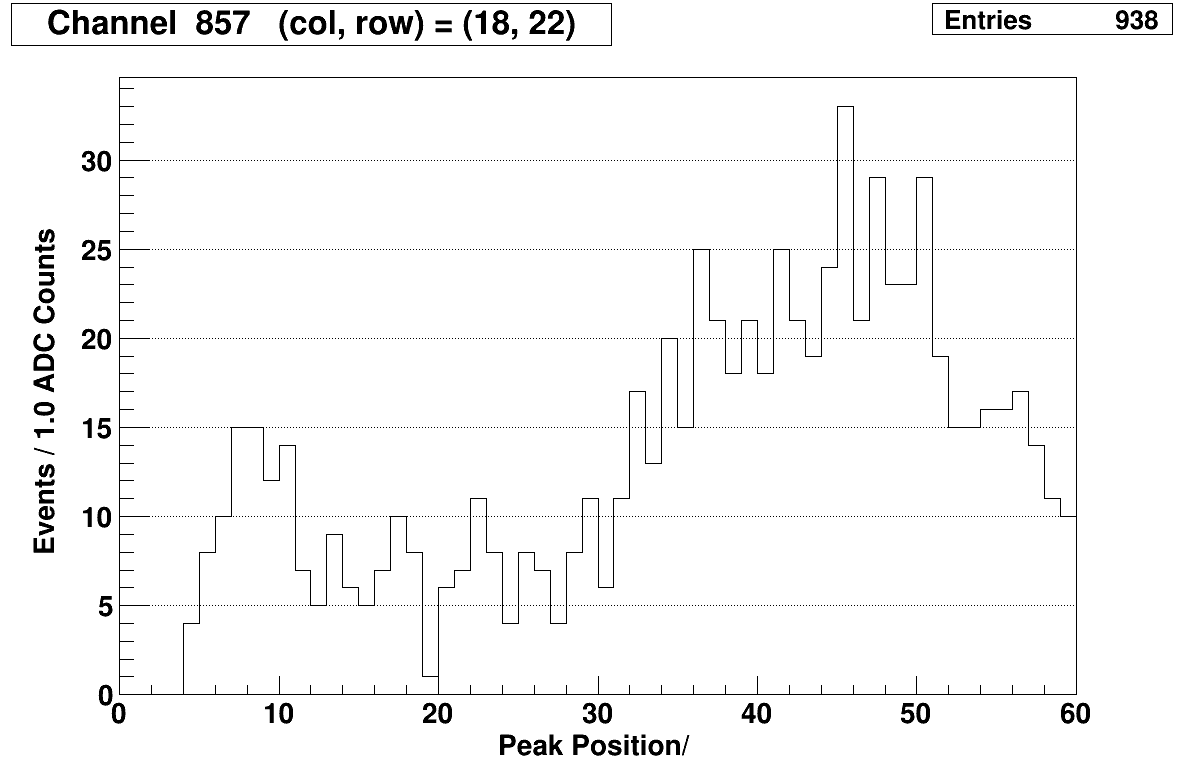 Channel  857   (col, row) = (18, 22)
Entries 938
Events / 1.0 ADC Counts
30
25
20
15
10
5
0
0 10 20 30 40 50 60
Peak Position/